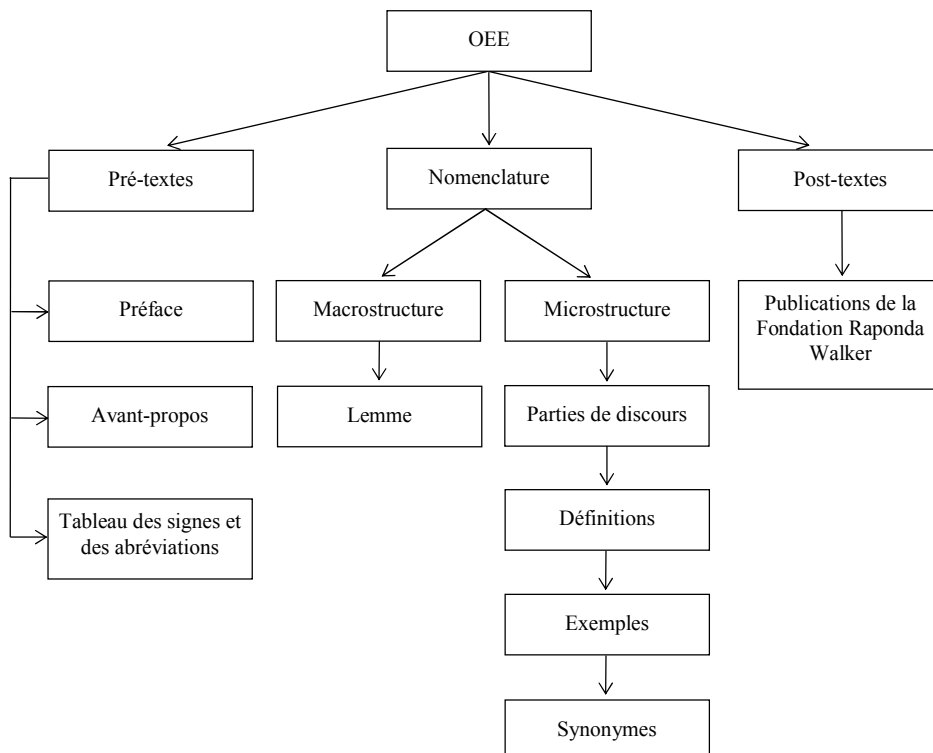 OEE
Pré-textes
Nomenclature
Post-textes
Préface
Macrostructure
Microstructure
Publications de la
Fondation Raponda
Walker
Avant-propos
Lemme
Parties de discours
Tableau des signes et
des abréviations
Définitions
Exemples
Synonymes